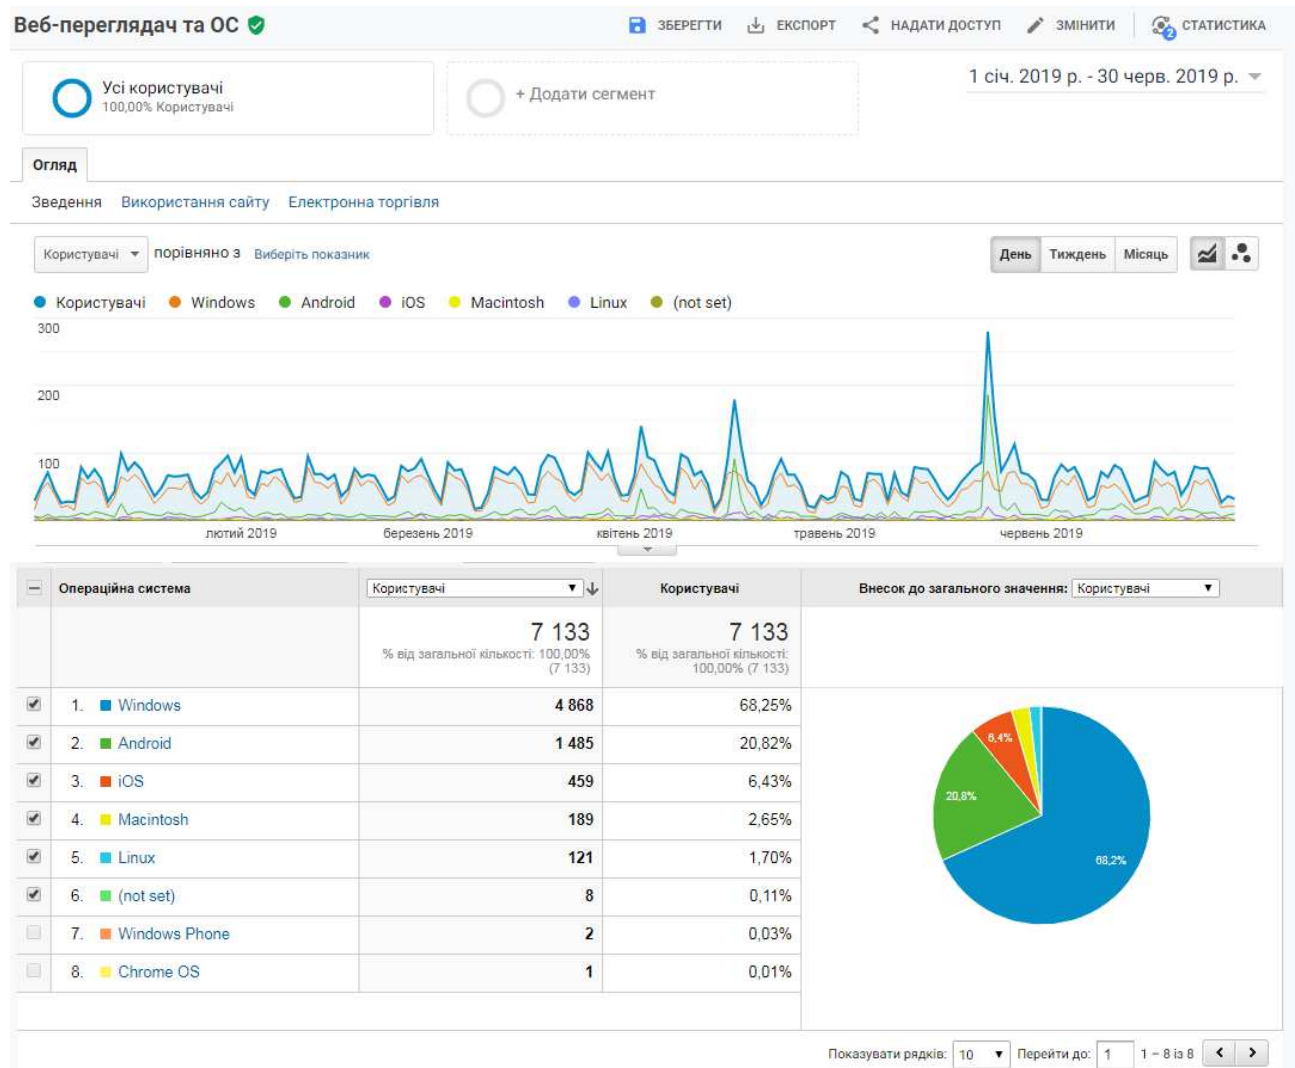 Веб-переглядач та ОС
ЗБЕРЕГТИ ЕКСПОРТ НАДАТИ ДОСТУП ЗМІНИТИ 2 СТАТИСТИКА
Усі користувачі
100,00% Користувачі
+ Додати сегмент
1 січ. 2019 р. - 30 черв. 2019 р.
Огляд
Зведення Використання сайту Електронна торгівля
Користувачі порівняно з Виберіть показник
День Тиждень Місяць
Користувачі Windows Android iOS Macintosh Linux (not set)
300
200
100
лютий 2019 березень 2019 квітень 2019 травень 2019 червень 2019
Операційна система Користувачі Користувачі Внесок до загального значення: Користувачі
7 133 7 133
% від загальної кількості: 100,00% (7 133)
% від загальної кількості: 100,00% (7 133)
1. Windows 4 868 68,25%
2. Android 1 485 20,82%
3. iOS 459 6,43%
4. Macintosh 189 2,65%
5. Linux 121 1,70%
6. (not set) 8 0,11%
7. Windows Phone 2 0,03%
8. Chrome OS 1 0,01%
6,4%
20,8%
68,2%
Показувати рядків: 10 Перейти до: 1 1 – 8 із 8